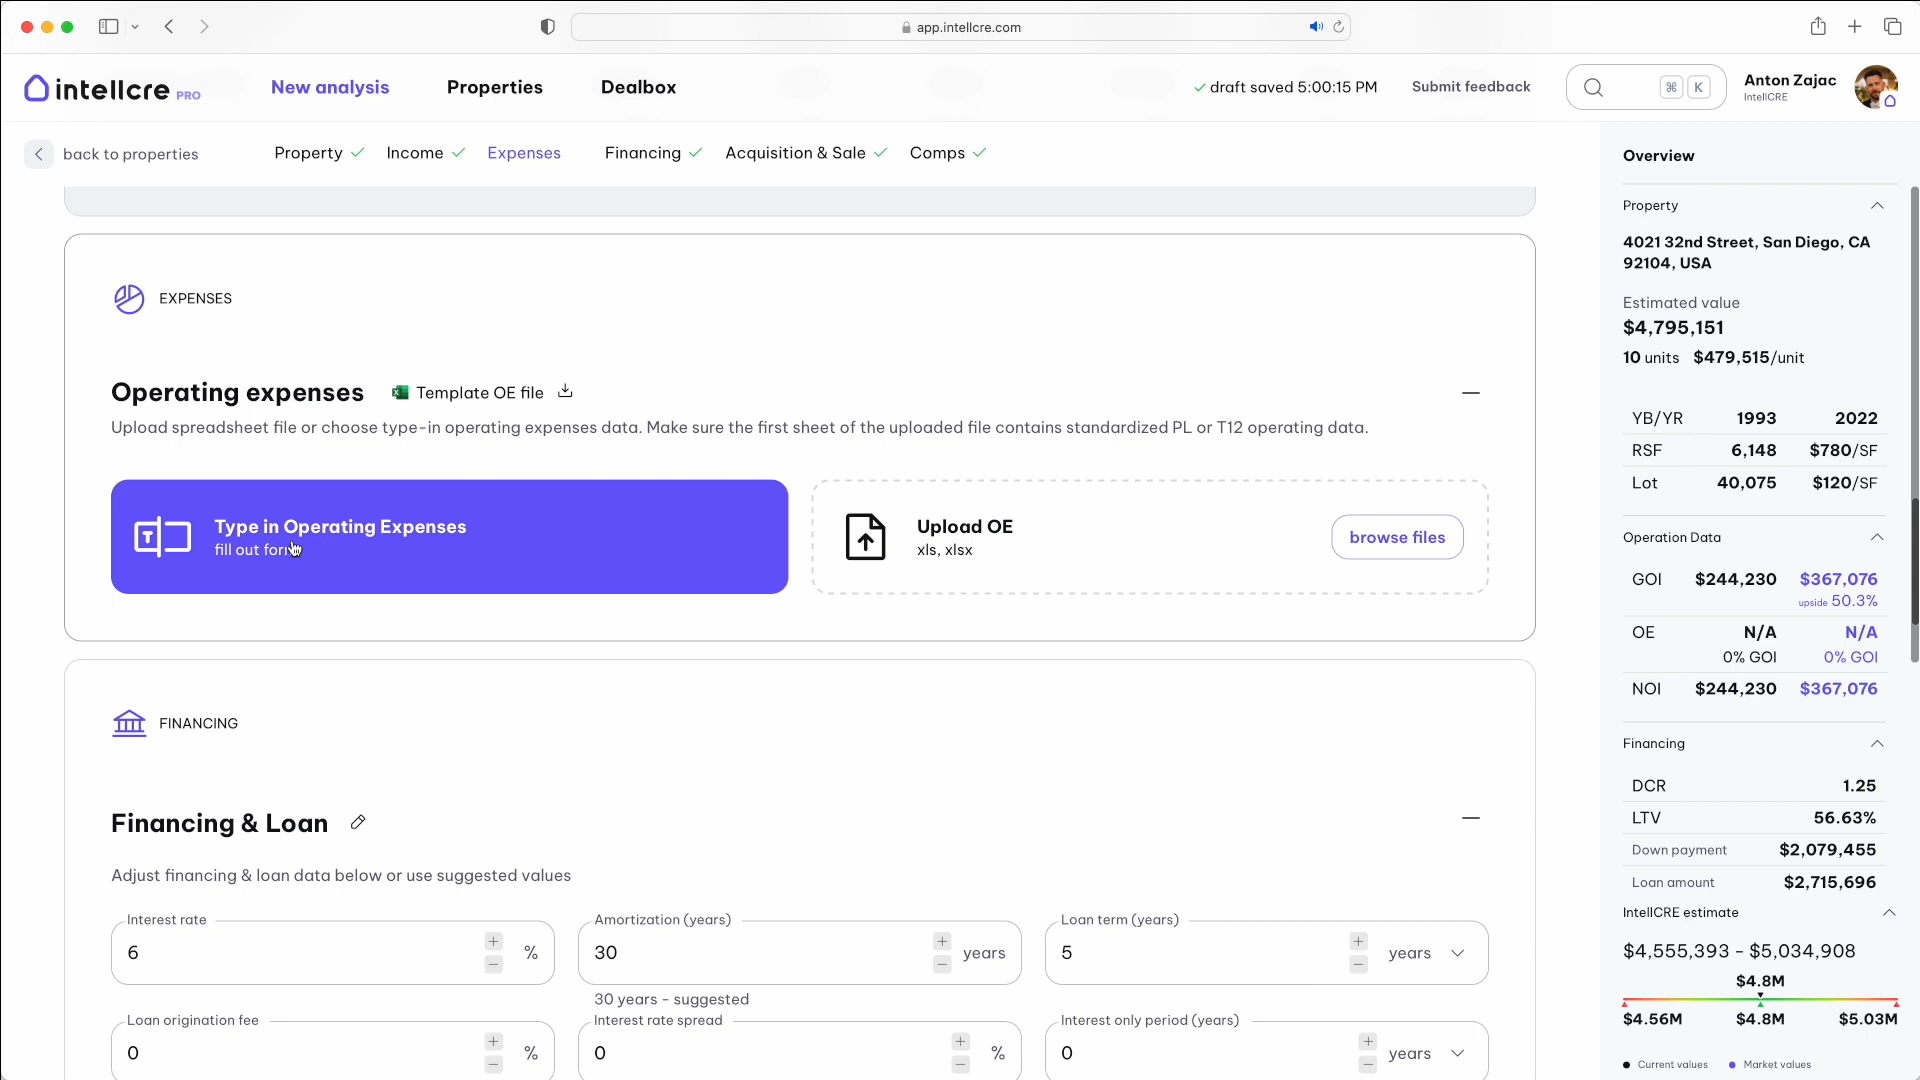 app.intellcre.com
intellcre PRO
New analysis
Properties
Dealbox
draft saved 5:00:15 PM
Submit feedback
⌘ K
Anton Zajac
IntellCRE
back to properties
Property
Income
Expenses
Financing
Acquisition & Sale
Comps
EXPENSES
Operating expenses
Template OE file
Upload spreadsheet file or choose type-in operating expenses data. Make sure the first sheet of the uploaded file contains standardized PL or T12 operating data.
Type in Operating Expenses
fill out form
Upload OE
xls, xlsx
browse files
FINANCING
Financing & Loan
Adjust financing & loan data below or use suggested values
Interest rate
6 %
Amortization (years)
30 years
30 years - suggested
Loan term (years)
5 years
Loan origination fee
0 %
Interest rate spread
0 %
Interest only period (years)
0 years
Overview
Property
4021 32nd Street, San Diego, CA
92104, USA
Estimated value
$4,795,151
10 units $479,515/unit
YB/YR 1993 2022
RSF 6,148 $780/SF
Lot 40,075 $120/SF
Operation Data
GOI $244,230 $367,076
upside 50.3%
OE N/A N/A
0% GOI 0% GOI
NOI $244,230 $367,076
Financing
DCR 1.25
LTV 56.63%
Down payment $2,079,455
Loan amount $2,715,696
IntellCRE estimate
$4,555,393 - $5,034,908
$4.8M
$4.56M $4.8M $5.03M
Current values Market values